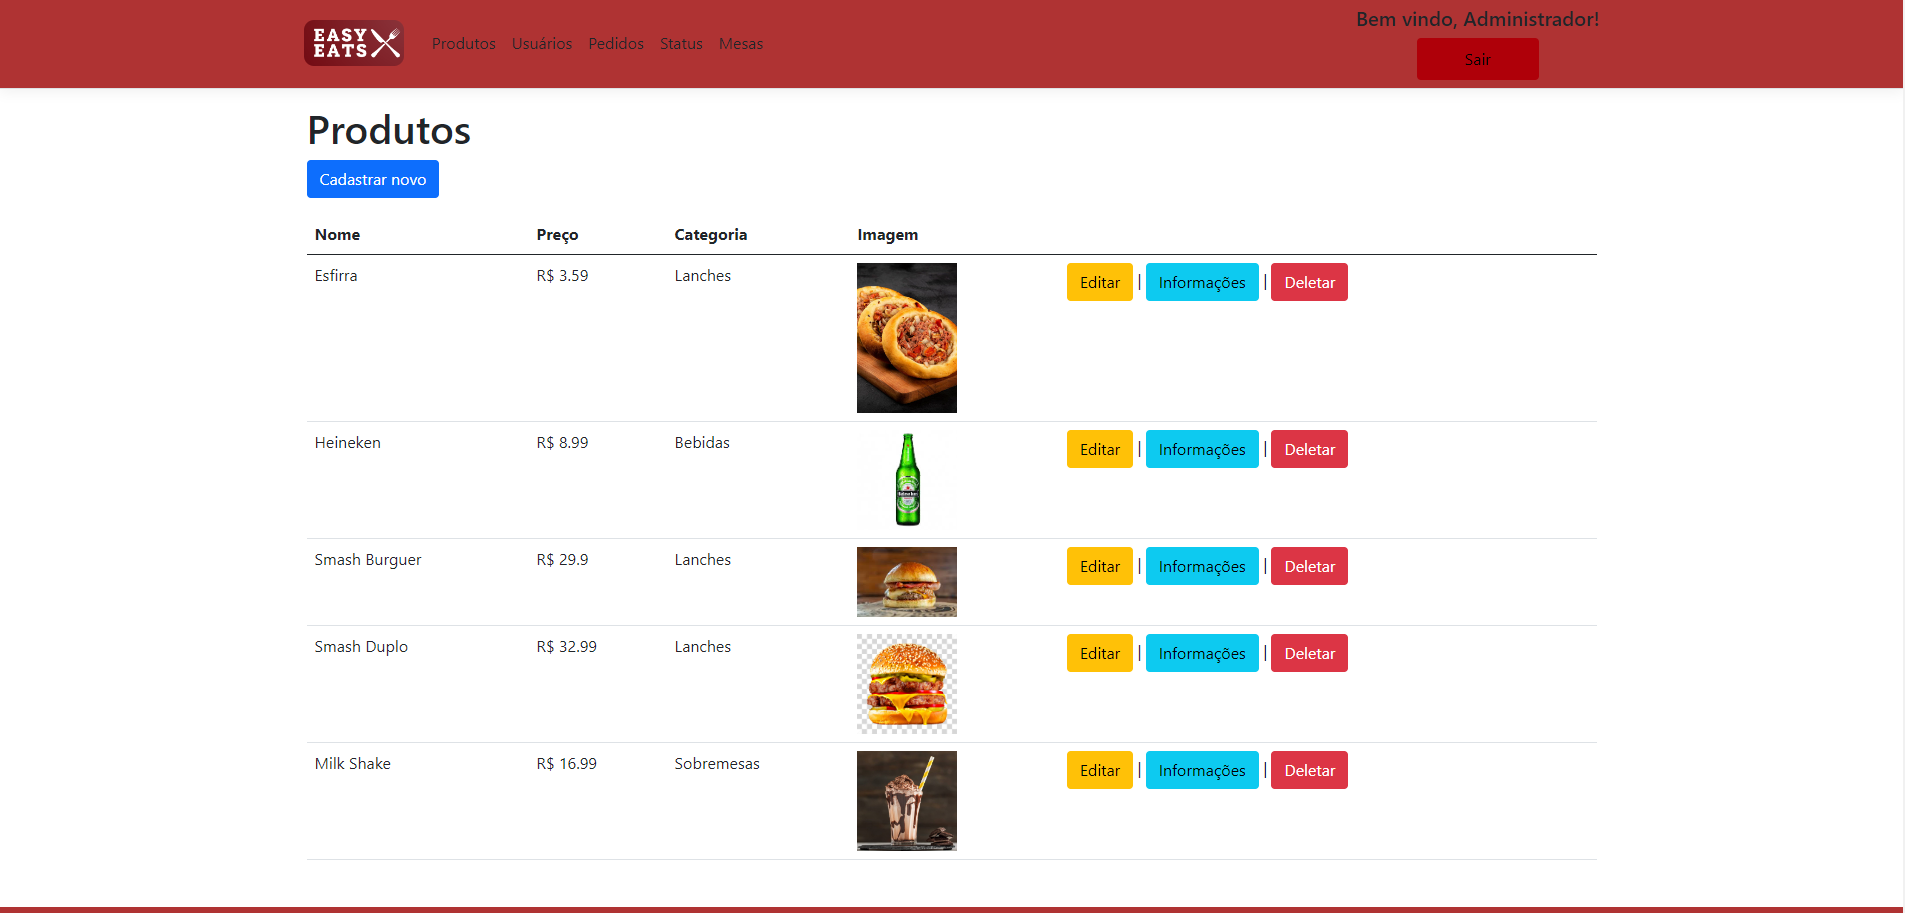 EASY
EATS
Produtos Usuários Pedidos Status Mesas
Bem vindo, Administrador!
Sair
Produtos
Cadastrar novo
Nome Preço Categoria Imagem
Esfirra R$ 3.59 Lanches Editar | Informações | Deletar
Heineken R$ 8.99 Bebidas Editar | Informações | Deletar
Smash Burguer R$ 29.9 Lanches Editar | Informações | Deletar
Smash Duplo R$ 32.99 Lanches Editar | Informações | Deletar
Milk Shake R$ 16.99 Sobremesas Editar | Informações | Deletar